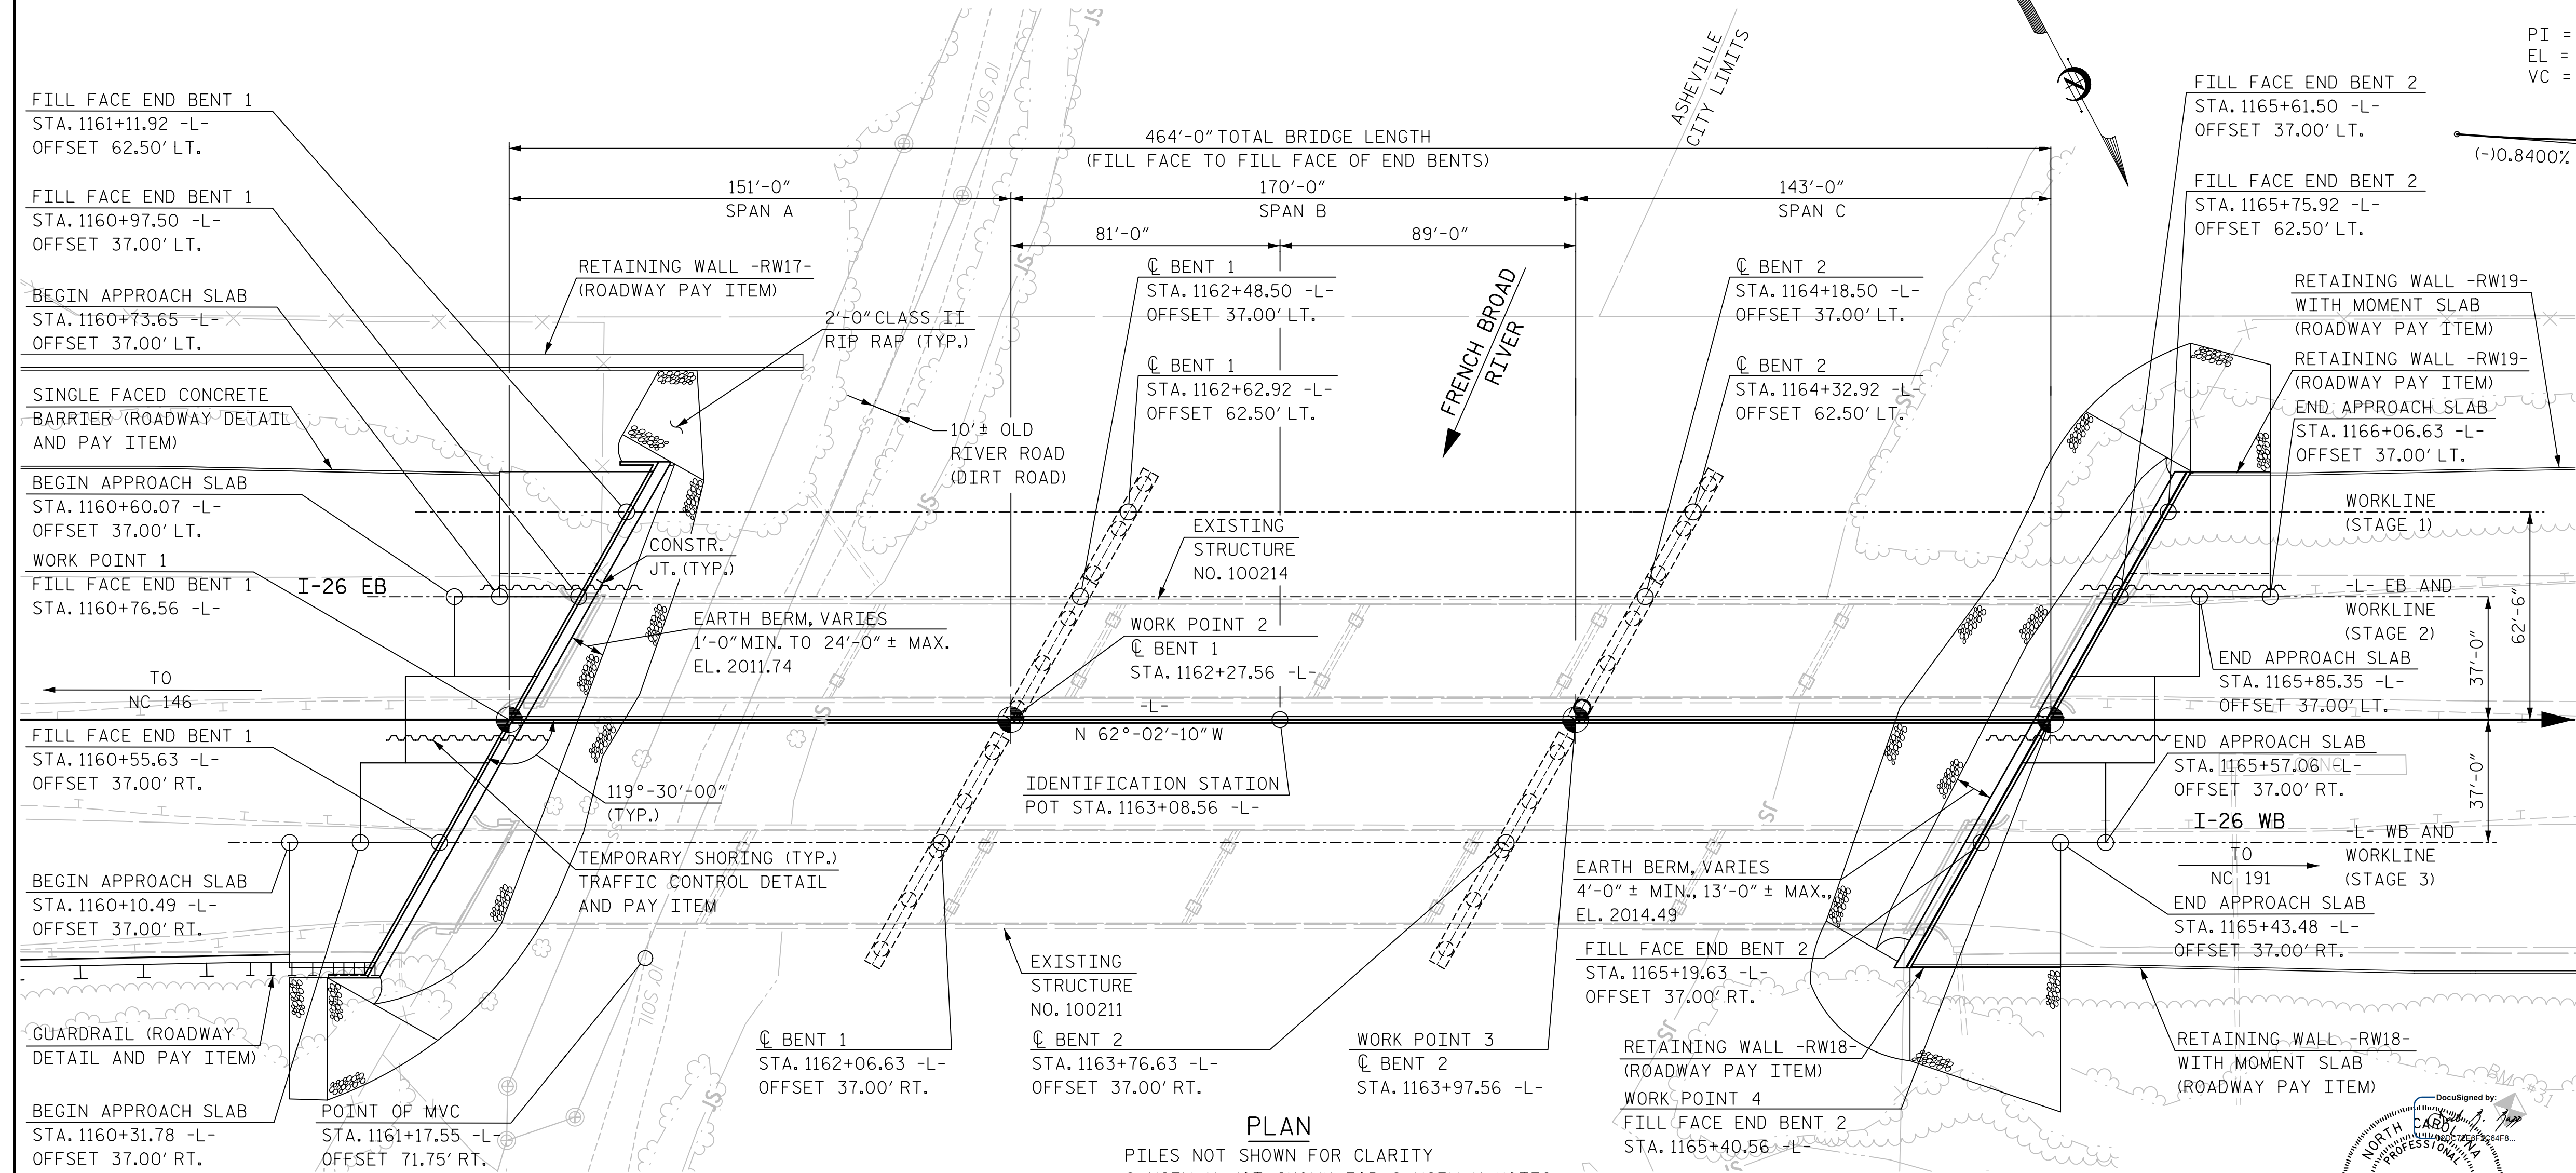 FILL FACE END BENT 1
STA. 1161+11.92 -L-
OFFSET 62.50' LT.
FILL FACE END BENT 1
STA. 1160+97.50 -L-
OFFSET 37.00' LT.
BEGIN APPROACH SLAB
STA. 1160+73.65 -L-
OFFSET 37.00' LT.
SINGLE FACED CONCRETE
BARRIER (ROADWAY DETAIL
AND PAY ITEM)
BEGIN APPROACH SLAB
STA. 1160+60.07 -L-
OFFSET 37.00' LT.
WORK POINT 1
FILL FACE END BENT 1
STA. 1160+76.56 -L-
I-26 EB
TO
NC 146
FILL FACE END BENT 1
STA. 1160+55.63 -L-
OFFSET 37.00' RT.
BEGIN APPROACH SLAB
STA. 1160+10.49 -L-
OFFSET 37.00' RT.
GUARDRAIL (ROADWAY
DETAIL AND PAY ITEM)
BEGIN APPROACH SLAB
STA. 1160+31.78 -L-
OFFSET 37.00' RT.
POINT OF MVC
STA. 1161+17.55 -L-
OFFSET 71.75' RT.
464'-0" TOTAL BRIDGE LENGTH
(FILL FACE TO FILL FACE OF END BENTS)
151'-0"
SPAN A
170'-0"
SPAN B
143'-0"
SPAN C
81'-0"
89'-0"
RETAINING WALL -RW17-
(ROADWAY PAY ITEM)
2'-0" CLASS II
RIP RAP (TYP.)
10' SOIL
JS
10'± OLD
RIVER ROAD
(DIRT ROAD)
℄ BENT 1
STA. 1162+48.50 -L-
OFFSET 37.00' LT.
℄ BENT 1
STA. 1162+62.92 -L-
OFFSET 62.50' LT.
FRENCH BROAD
RIVER
ASHEVILLE
CITY LIMITS
℄ BENT 2
STA. 1164+18.50 -L-
OFFSET 37.00' LT.
℄ BENT 2
STA. 1164+32.92 -L-
OFFSET 62.50' LT.
CONSTR.
JT. (TYP.)
EXISTING
STRUCTURE
NO. 100214
EARTH BERM, VARIES
1'-0" MIN. TO 24'-0" ± MAX.
EL. 2011.74
WORK POINT 2
℄ BENT 1
STA. 1162+27.56 -L-
-L-
N 62°-02'-10" W
IDENTIFICATION STATION
POT STA. 1163+08.56 -L-
119°-30'-00"
(TYP.)
TEMPORARY SHORING (TYP.)
TRAFFIC CONTROL DETAIL
AND PAY ITEM
10' SOIL
EXISTING
STRUCTURE
NO. 100211
℄ BENT 1
STA. 1162+06.63 -L-
OFFSET 37.00' RT.
℄ BENT 2
STA. 1163+76.63 -L-
OFFSET 37.00' RT.
WORK POINT 3
℄ BENT 2
STA. 1163+97.56 -L-
PLAN
PILES NOT SHOWN FOR CLARITY
PI =
EL =
VC =
(-)0.8400%
N
FILL FACE END BENT 2
STA. 1165+61.50 -L-
OFFSET 37.00' LT.
FILL FACE END BENT 2
STA. 1165+75.92 -L-
OFFSET 62.50' LT.
RETAINING WALL -RW19-
WITH MOMENT SLAB
(ROADWAY PAY ITEM)
RETAINING WALL -RW19-
(ROADWAY PAY ITEM)
END APPROACH SLAB
STA. 1166+06.63 -L-
OFFSET 37.00' LT.
WORKLINE
(STAGE 1)
-L- EB AND
WORKLINE
(STAGE 2)
62'-6"
37'-0"
37'-0"
END APPROACH SLAB
STA. 1165+85.35 -L-
OFFSET 37.00' LT.
END APPROACH SLAB
STA. 1165+57.06 -L-
OFFSET 37.00' RT.
I-26 WB
TO
NC 191
-L- WB AND
WORKLINE
(STAGE 3)
END APPROACH SLAB
STA. 1165+43.48 -L-
OFFSET 37.00' RT.
EARTH BERM, VARIES
4'-0" ± MIN., 13'-0" ± MAX.,
EL. 2014.49
FILL FACE END BENT 2
STA. 1165+19.63 -L-
OFFSET 37.00' RT.
RETAINING WALL -RW18-
(ROADWAY PAY ITEM)
WORK POINT 4
FILL FACE END BENT 2
STA. 1165+40.56 -L-
RETAINING WALL -RW18-
WITH MOMENT SLAB
(ROADWAY PAY ITEM)
DocuSigned by:
NORTH CAROLINA
PROFESSIONAL